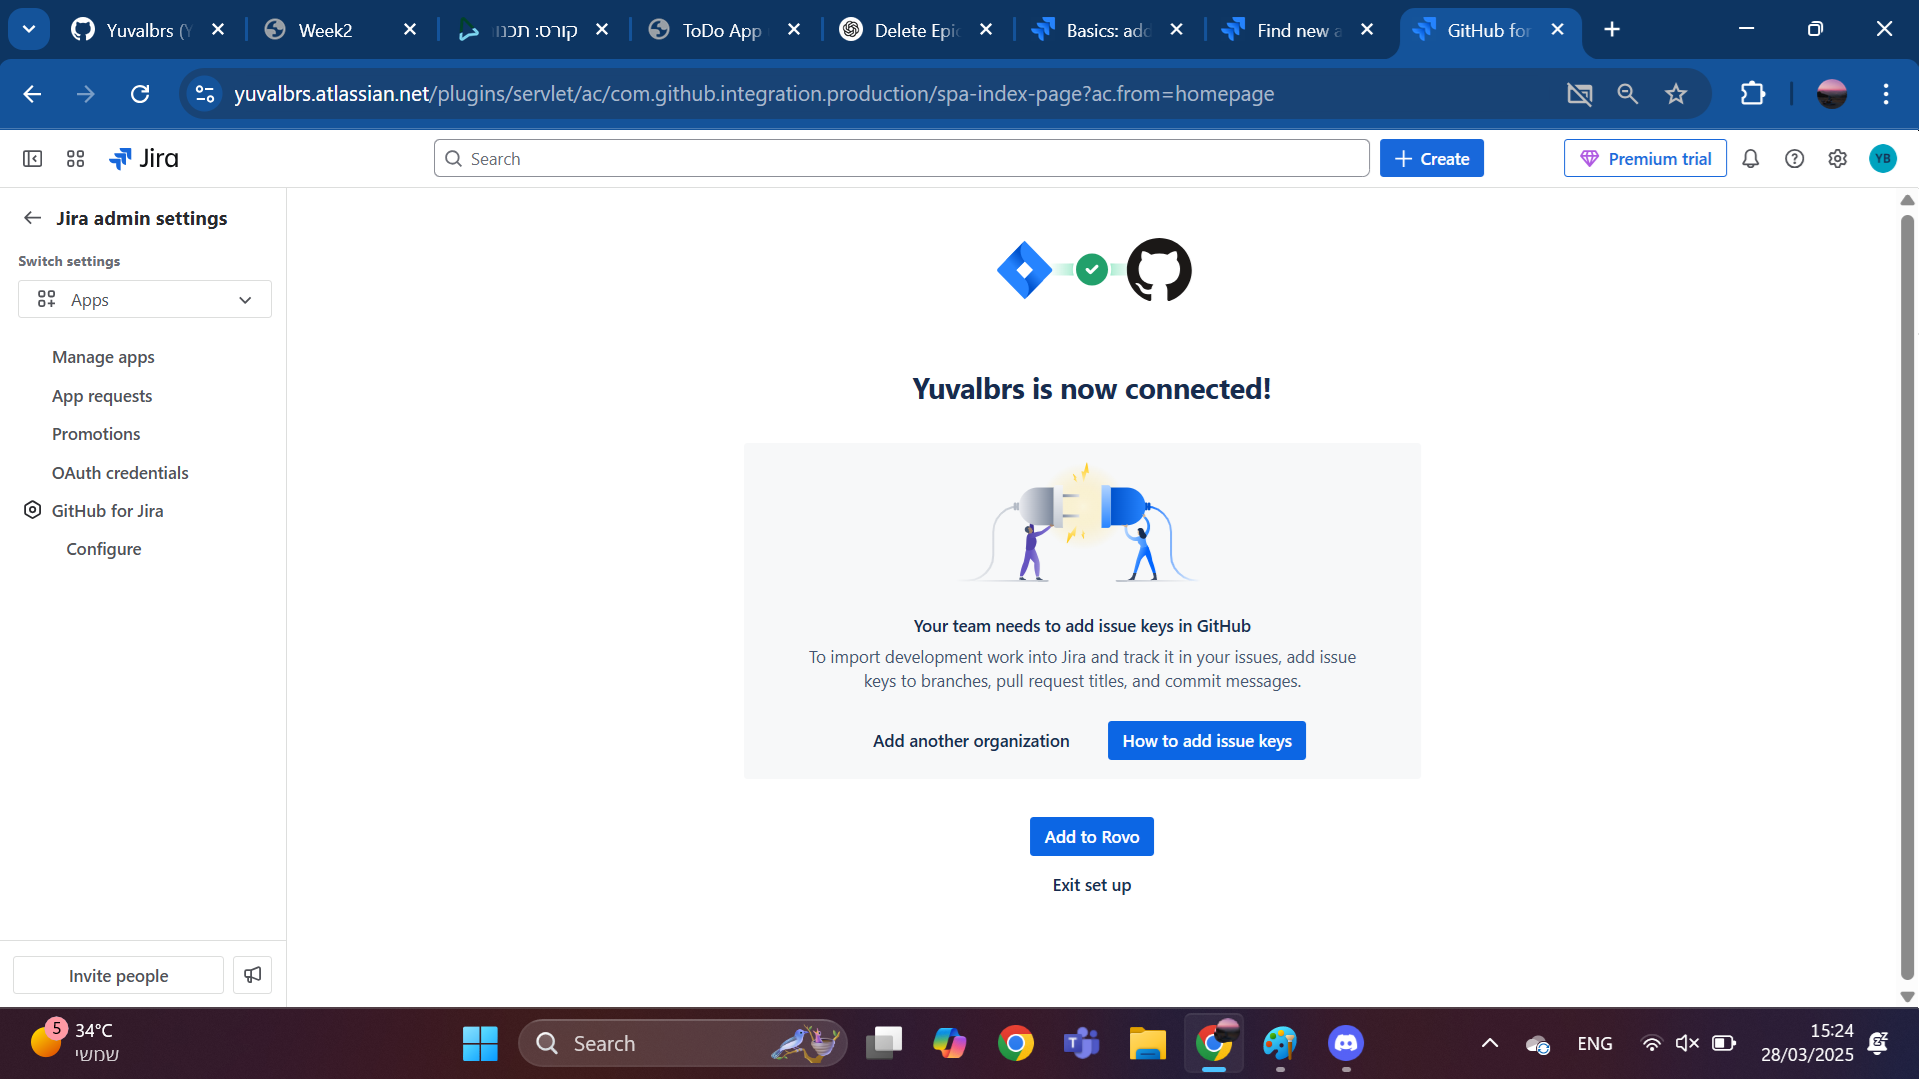 Yuvalbrs (Y
Week2
קורס: תכנו
ToDo App
Delete Epic
Basics: add
Find new a
GitHub for
yuvalbrs.atlassian.net/plugins/servlet/ac/com.github.integration.production/spa-index-page?ac.from=homepage
Jira
Search
Create
Premium trial
YB
Jira admin settings
Switch settings
Apps
Manage apps
App requests
Promotions
OAuth credentials
GitHub for Jira
Configure
Yuvalbrs is now connected!
Your team needs to add issue keys in GitHub
To import development work into Jira and track it in your issues, add issue
keys to branches, pull request titles, and commit messages.
Add another organization
How to add issue keys
Add to Rovo
Exit set up
Invite people
5
34°C
שמשי
Search
ENG
15:24
28/03/2025